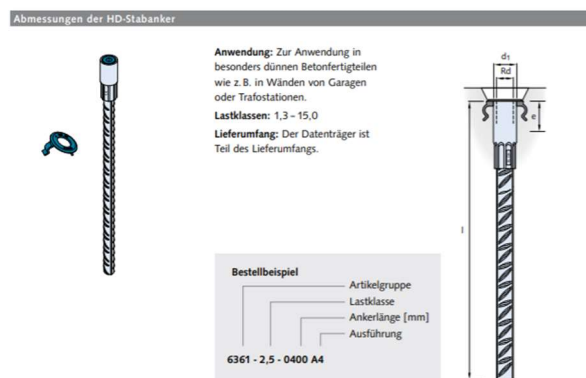 Abmessungen der HD-Stabanker
Anwendung: Zur Anwendung in
besonders dünnen Betonfertigteilen
wie z. B. in Wänden von Garagen
oder Trafostationen.
Lastklassen: 1,3 – 15,0
Lieferumfang: Der Datenträger ist
Teil des Lieferumfangs.
d1
Rd
e
l
Bestellbeispiel
Artikelgruppe
Lastklasse
Ankerlänge [mm]
Ausführung
6361 - 2,5 - 0400 A4